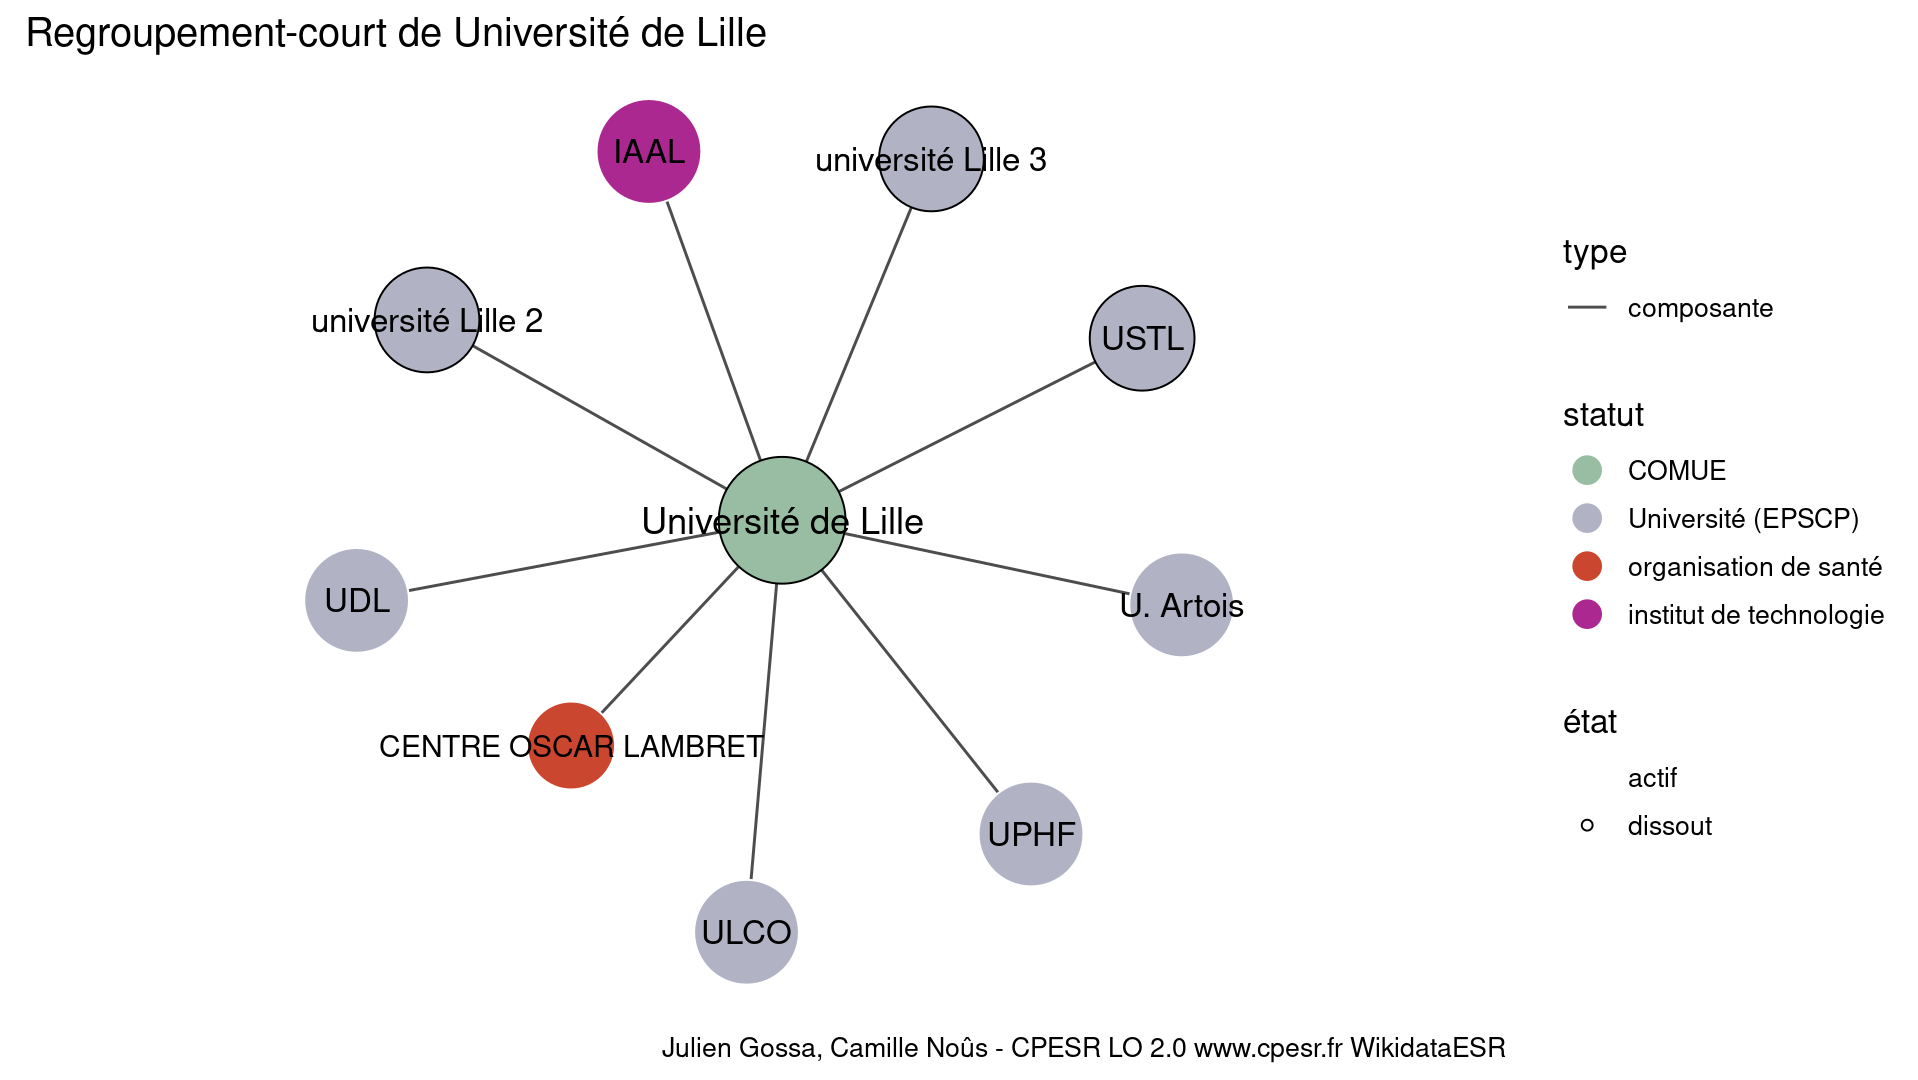 Regroupement-court de Université de Lille
IAAL
université Lille 3
université Lille 2
USTL
Université de Lille
UDL
U. Artois
CENTRE OSCAR LAMBRET
UPHF
ULCO
type
composante
statut
COMUE
Université (EPSCP)
organisation de santé
institut de technologie
état
actif
dissout
Julien Gossa, Camille Noûs - CPESR LO 2.0 www.cpesr.fr WikidataESR